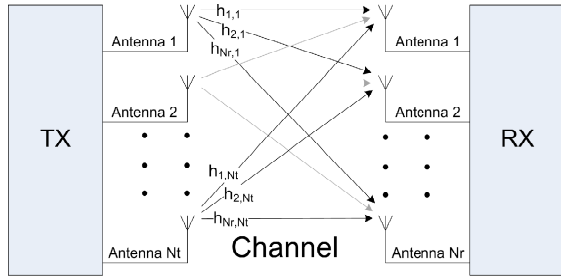 h1,1
h2,1
hNr,1
Antenna 1
Antenna 1
Antenna 2
Antenna 2
TX
RX
h1,Nt
h2,Nt
hNr,Nt
Antenna Nt
Channel
Antenna Nr